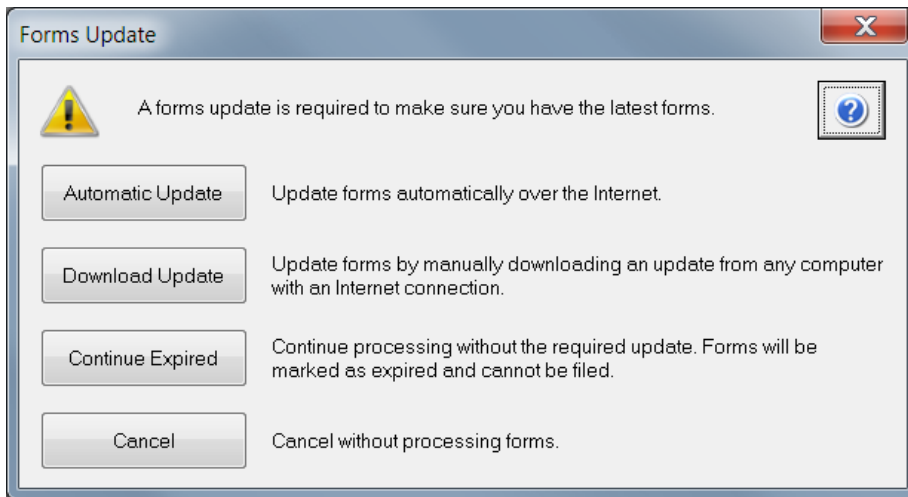 Forms Update
A forms update is required to make sure you have the latest forms.
Automatic Update
Update forms automatically over the Internet.
Download Update
Update forms by manually downloading an update from any computer
with an Internet connection.
Continue Expired
Continue processing without the required update. Forms will be
marked as expired and cannot be filed.
Cancel
Cancel without processing forms.